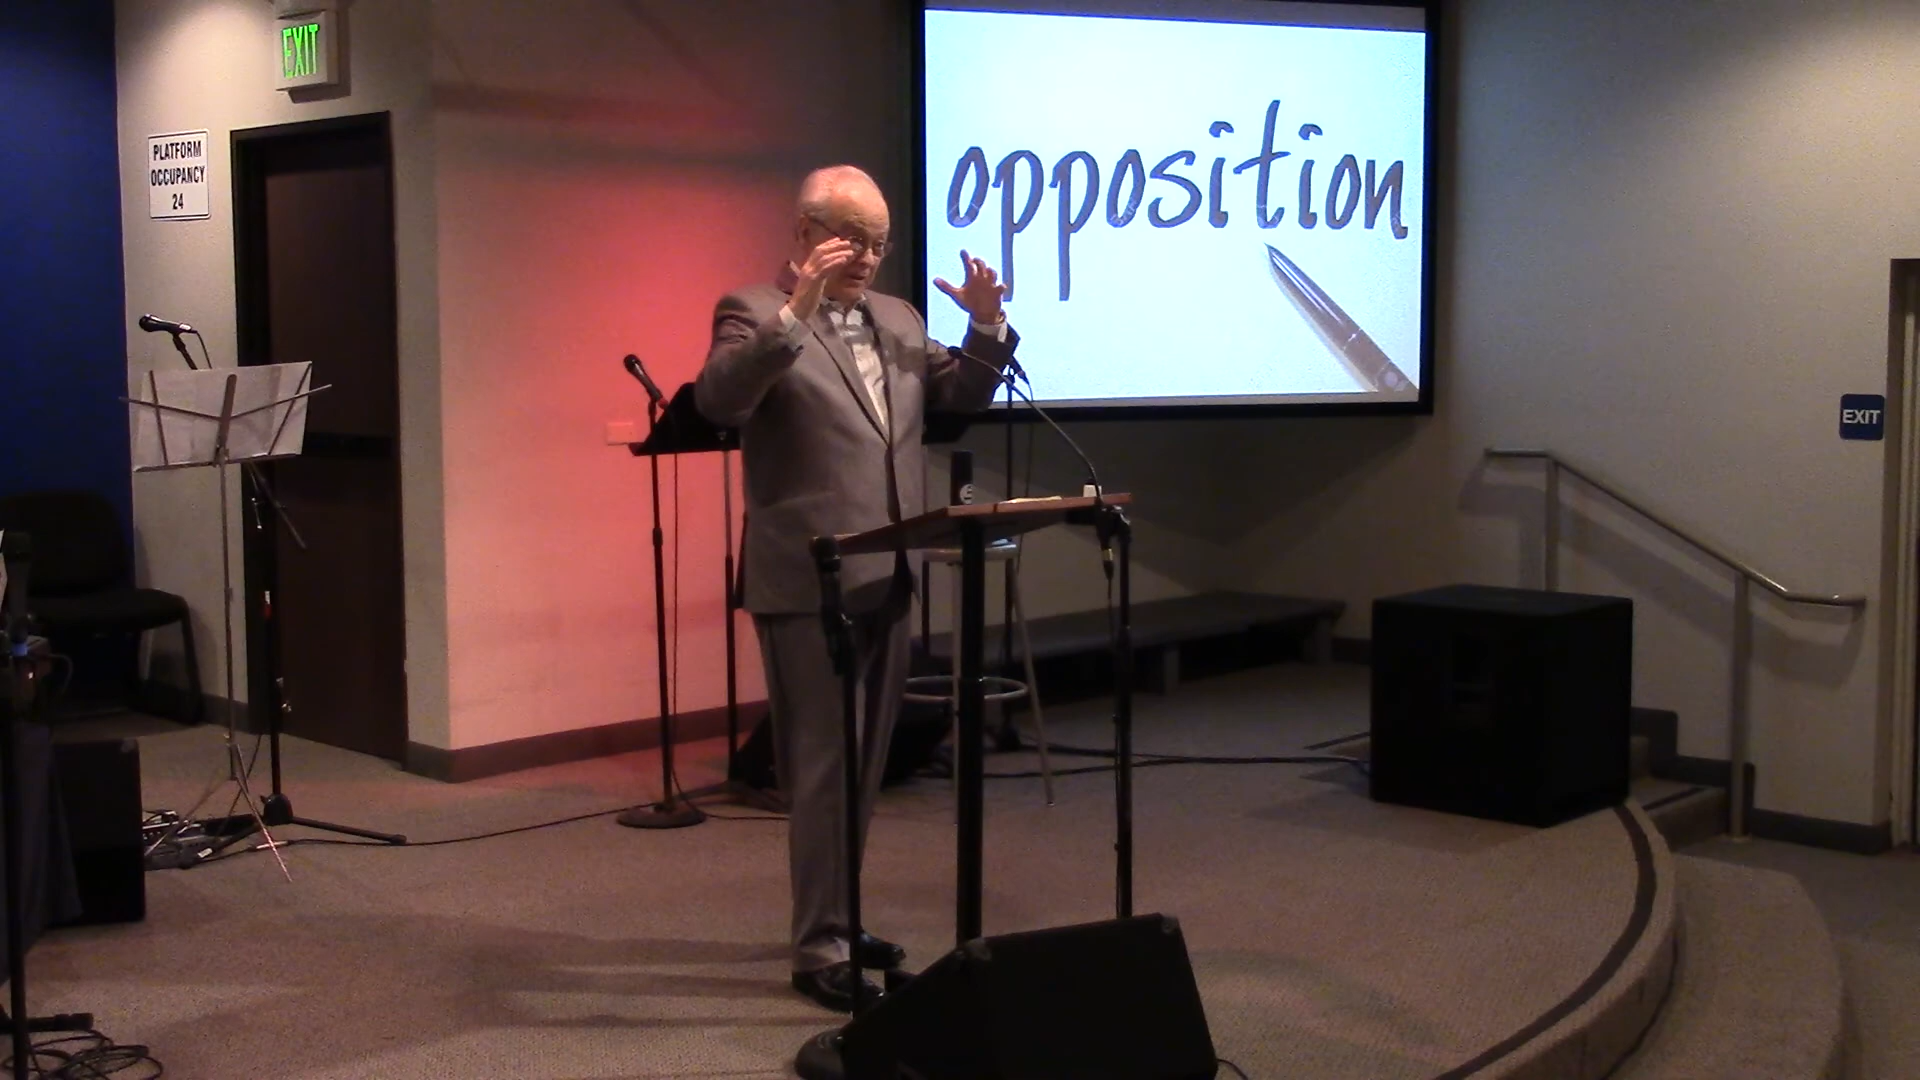 EXIT
PLATFORM
OCCUPANCY
24
opposition
EXIT